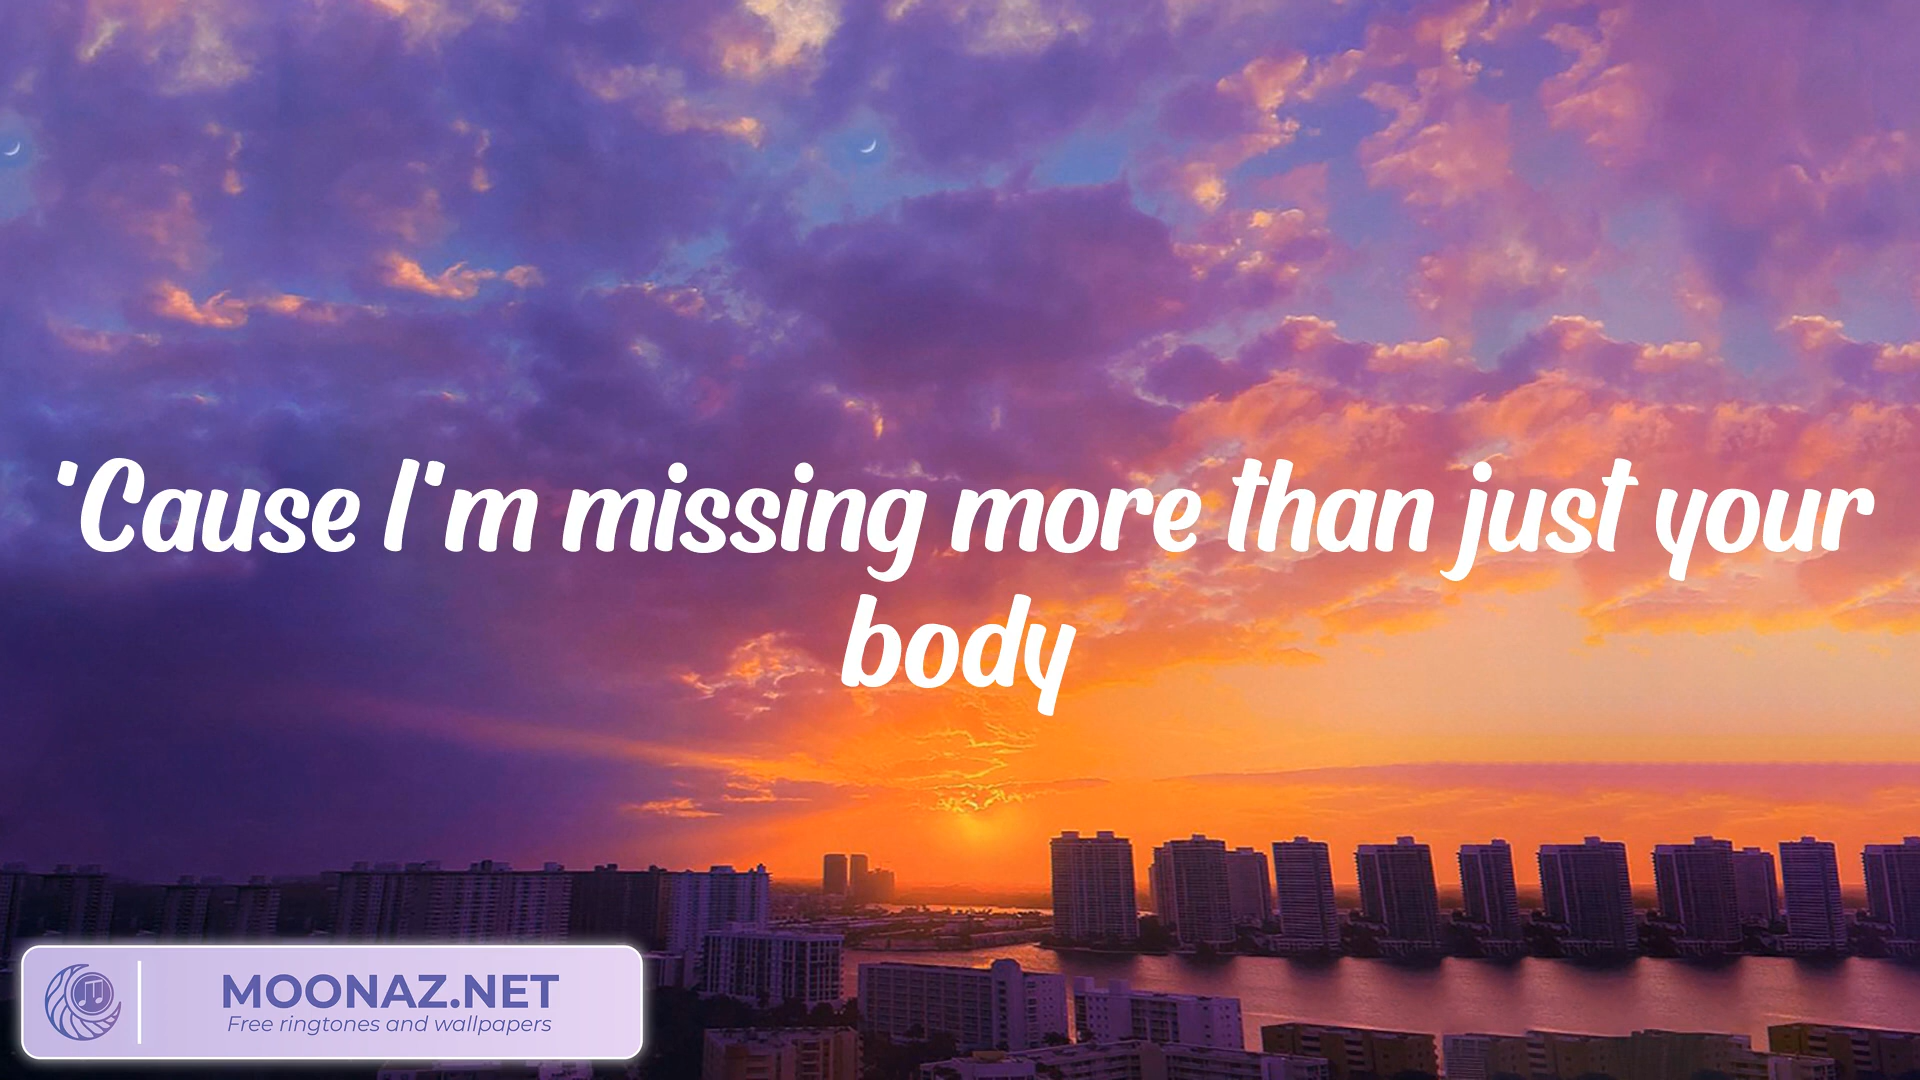 'Cause I'm missing more than just your
body
MOONAZ.NET
Free ringtones and wallpapers